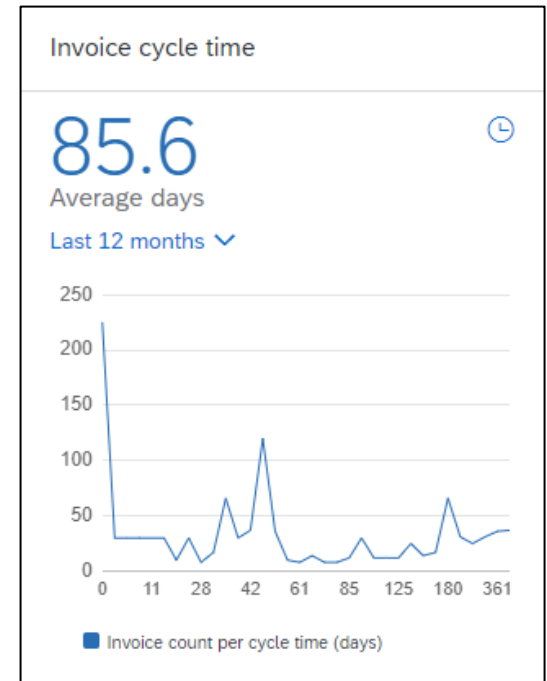 Invoice cycle time
85.6
Average days
Last 12 months
250
200
150
100
50
0
0 11 28 42 61 85 125 180 361
Invoice count per cycle time (days)